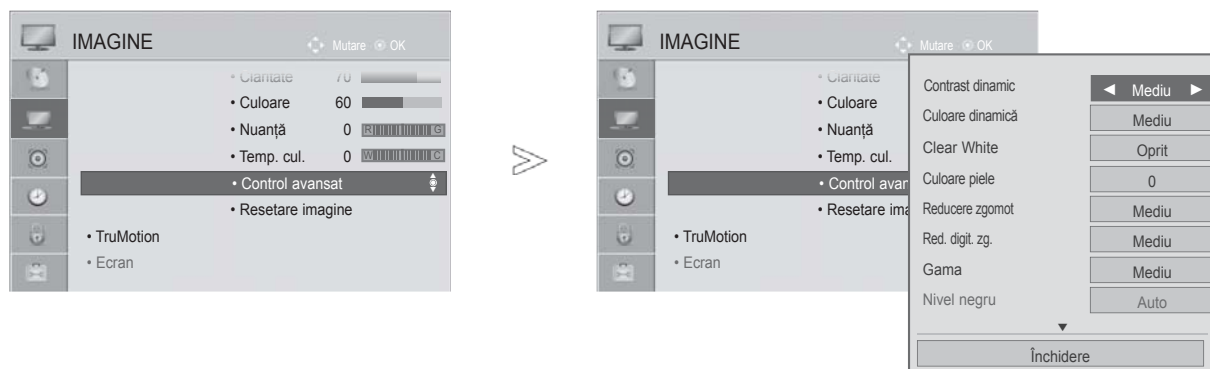 IMAGINE
Mutare OK
• Claritate 70
• Culoare 60
• Nuanță 0 R G
• Temp. cul. 0 W C
• Control avansat
• Resetare imagine
• TruMotion
• Ecran
IMAGINE
Mutare OK
• Claritate
• Culoare
• Nuanță
• Temp. cul.
• Control avan
• Resetare ima
• TruMotion
• Ecran
Contrast dinamic ◄ Mediu ►
Culoare dinamică Mediu
Clear White Oprit
Culoare piele 0
Reducere zgomot Mediu
Red. digit. zg. Mediu
Gama Mediu
Nivel negru Auto
▼
Închidere